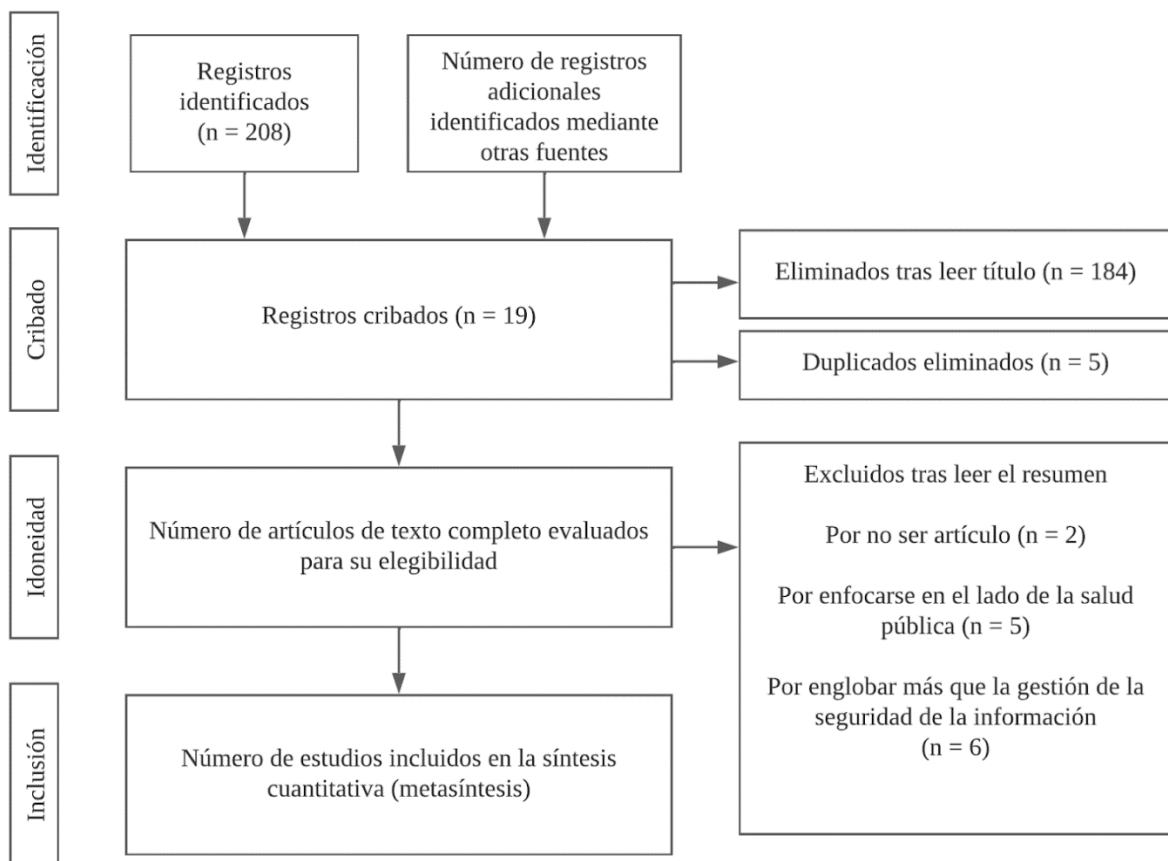 Identificación
Registros
identificados
(n = 208)
Número de registros
adicionales
identificados mediante
otras fuentes
Cribado
Registros cribados (n = 19)
Eliminados tras leer título (n = 184)
Duplicados eliminados (n = 5)
Idoneidad
Número de artículos de texto completo evaluados
para su elegibilidad
Excluidos tras leer el resumen
Por no ser artículo (n = 2)
Por enfocarse en el lado de la salud
pública (n = 5)
Por englobar más que la gestión de la
seguridad de la información
(n = 6)
Inclusión
Número de estudios incluidos en la síntesis
cuantitativa (metasíntesis)